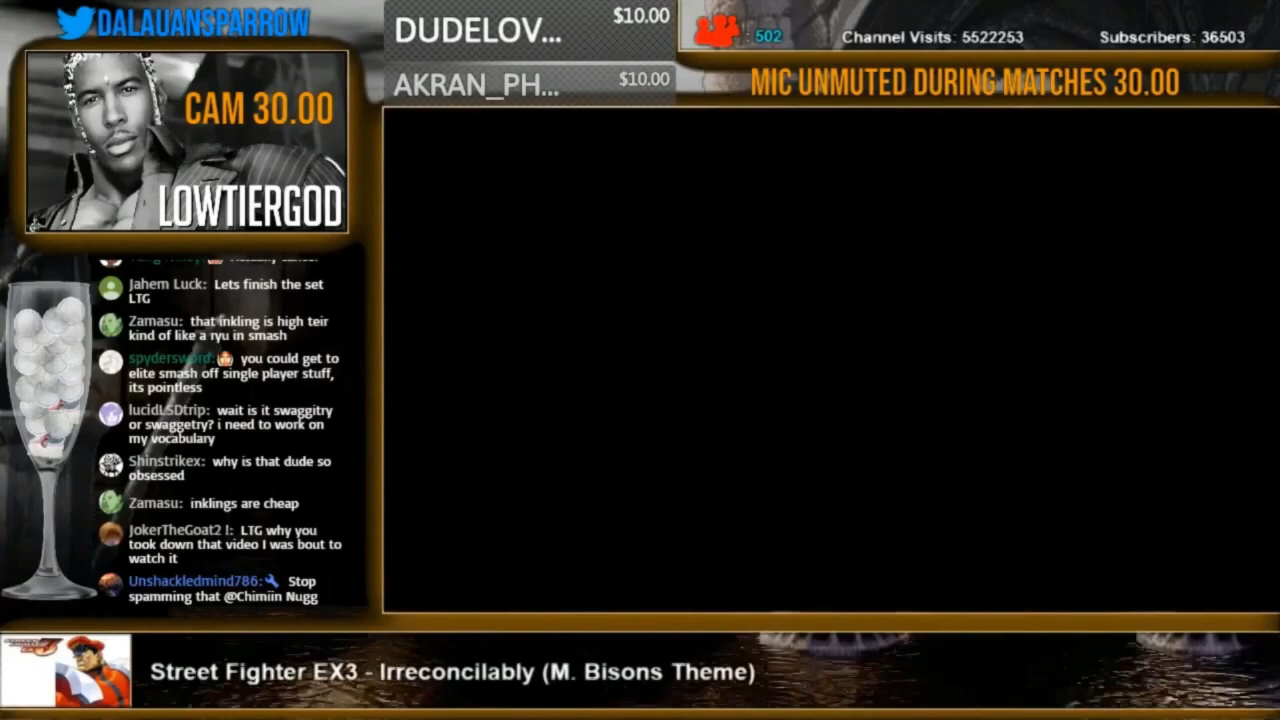 DALAUANSPARROW
CAM 30.00
LOWTIERGOD
DUDELOV... $10.00
AKRAN_PH... $10.00
: 502
Channel Visits: 5522253
Subscribers: 36503
MIC UNMUTED DURING MATCHES 30.00
Jahem Luck: Lets finish the set
LTG
Zamasu: that inkling is high teir
kind of like a ryu in smash
spydersword: you could get to
elite smash off single player stuff,
its pointless
lucidLSDtrip: wait is it swaggitry
or swaggetry? i need to work on
my vocabulary
Shinstrikex: why is that dude so
obsessed
Zamasu: inklings are cheap
JokerTheGoat2 !: LTG why you
took down that video I was bout to
watch it
Unshackledmind786: Stop
spamming that @Chimiin Nugg
Street Fighter EX3 - Irreconcilably (M. Bisons Theme)